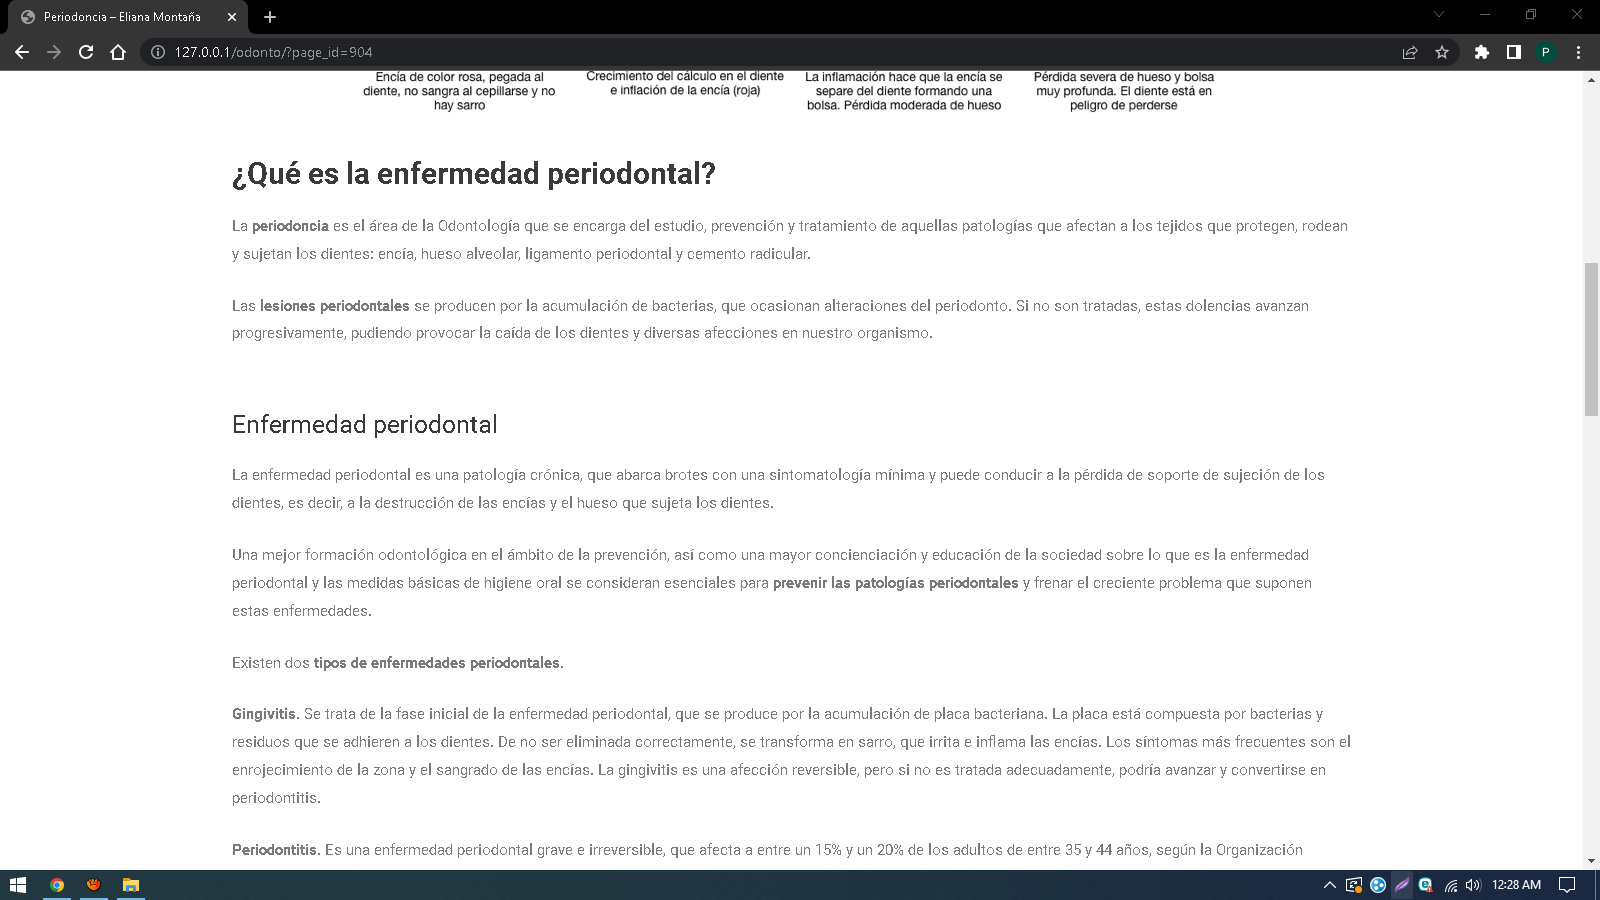 Periodoncia – Eliana Montaña
127.0.0.1/odonto/?page_id=904
P
Encía de color rosa, pegada al
diente, no sangra al cepillarse y no
hay sarro
Crecimiento del cálculo en el diente
e inflación de la encía (roja)
La inflamación hace que la encía se
separe del diente formando una
bolsa. Pérdida moderada de hueso
Pérdida severa de hueso y bolsa
muy profunda. El diente está en
peligro de perderse
¿Qué es la enfermedad periodontal?
La periodoncia es el área de la Odontología que se encarga del estudio, prevención y tratamiento de aquellas patologías que afectan a los tejidos que protegen, rodean
y sujetan los dientes: encía, hueso alveolar, ligamento periodontal y cemento radicular.
Las lesiones periodontales se producen por la acumulación de bacterias, que ocasionan alteraciones del periodonto. Si no son tratadas, estas dolencias avanzan
progresivamente, pudiendo provocar la caída de los dientes y diversas afecciones en nuestro organismo.
Enfermedad periodontal
La enfermedad periodontal es una patología crónica, que abarca brotes con una sintomatología mínima y puede conducir a la pérdida de soporte de sujeción de los
dientes, es decir, a la destrucción de las encías y el hueso que sujeta los dientes.
Una mejor formación odontológica en el ámbito de la prevención, así como una mayor concienciación y educación de la sociedad sobre lo que es la enfermedad
periodontal y las medidas básicas de higiene oral se consideran esenciales para prevenir las patologías periodontales y frenar el creciente problema que suponen
estas enfermedades.
Existen dos tipos de enfermedades periodontales.
Gingivitis. Se trata de la fase inicial de la enfermedad periodontal, que se produce por la acumulación de placa bacteriana. La placa está compuesta por bacterias y
residuos que se adhieren a los dientes. De no ser eliminada correctamente, se transforma en sarro, que irrita e inflama las encías. Los síntomas más frecuentes son el
enrojecimiento de la zona y el sangrado de las encías. La gingivitis es una afección reversible, pero si no es tratada adecuadamente, podría avanzar y convertirse en
periodontitis.
Periodontitis. Es una enfermedad periodontal grave e irreversible, que afecta a entre un 15% y un 20% de los adultos de entre 35 y 44 años, según la Organización
12:28 AM